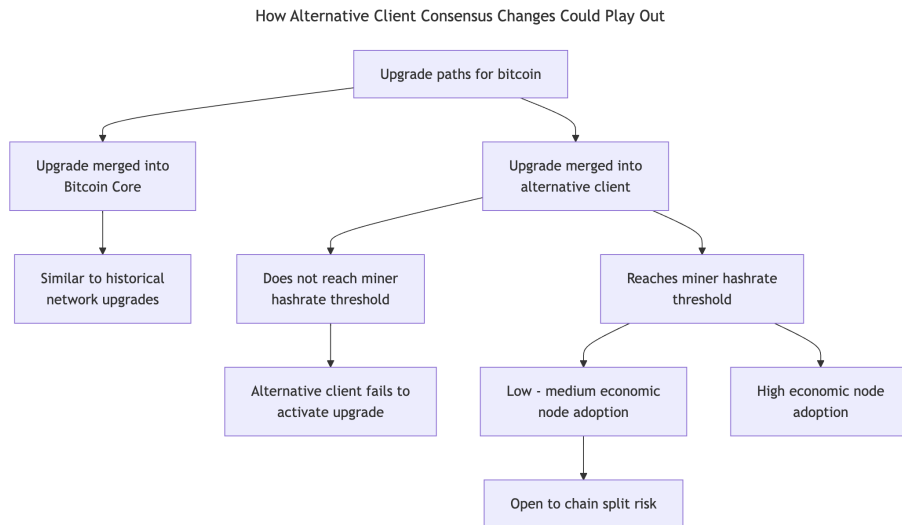 How Alternative Client Consensus Changes Could Play Out
Upgrade paths for bitcoin
Upgrade merged into
Bitcoin Core
Upgrade merged into
alternative client
Similar to historical
network upgrades
Does not reach miner
hashrate threshold
Reaches miner hashrate
threshold
Alternative client fails to
activate upgrade
Low - medium economic
node adoption
High economic node
adoption
Open to chain split risk